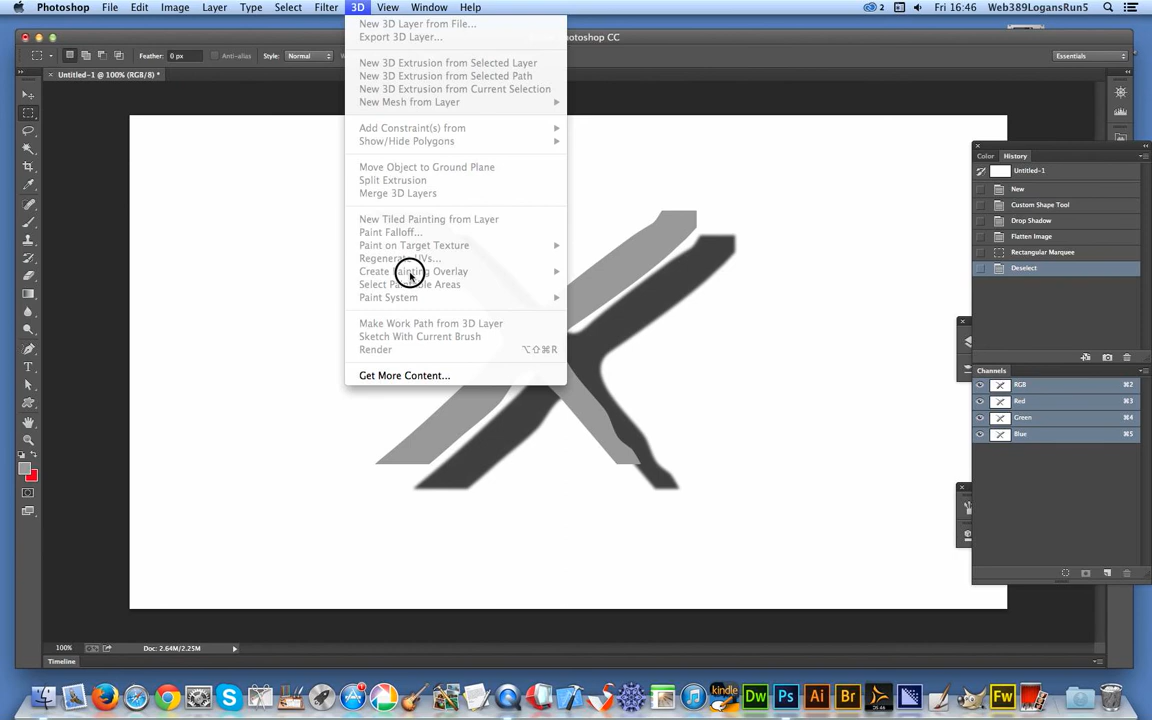 Photoshop File Edit Image Layer Type Select Filter 3D View Window Help 2 Fri 16:46 Web389LogansRun5
Photoshop CC
Feather: 0 px Anti-alias Style: Normal Essentials
× Untitled-1 @ 100% (RGB/8) *
New 3D Layer from File...
Export 3D Layer...
New 3D Extrusion from Selected Layer
New 3D Extrusion from Selected Path
New 3D Extrusion from Current Selection
New Mesh from Layer
Add Constraint(s) from
Show/Hide Polygons
Move Object to Ground Plane
Split Extrusion
Merge 3D Layers
New Tiled Painting from Layer
Paint Falloff...
Paint on Target Texture
Regenerate UVs...
Create Painting Overlay
Select Paintable Areas
Paint System
Make Work Path from 3D Layer
Sketch With Current Brush
Render ⌥⇧⌘R
Get More Content...
Color History
Untitled-1
New
Custom Shape Tool
Drop Shadow
Flatten Image
Rectangular Marquee
Deselect
Channels
RGB ⌘2
Red ⌘3
Green ⌘4
Blue ⌘5
100% Doc: 2.64M/2.25M
Timeline
kindle Dw Ps Ai Br Fw